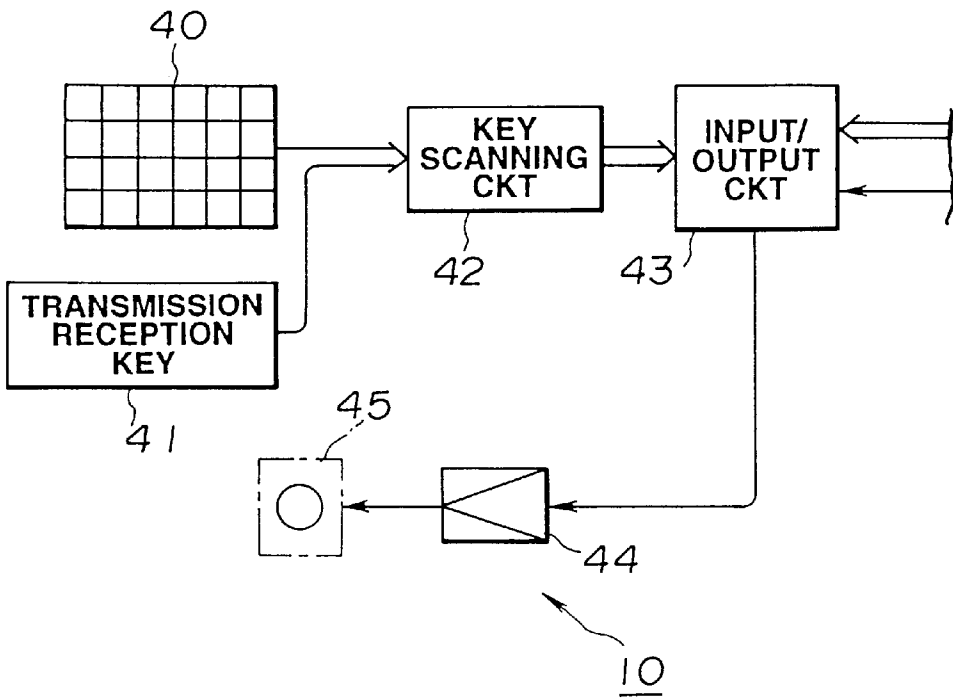 40
KEY
SCANNING
CKT
INPUT/
OUTPUT
CKT
42
43
TRANSMISSION
RECEPTION
KEY
41
45
44
10